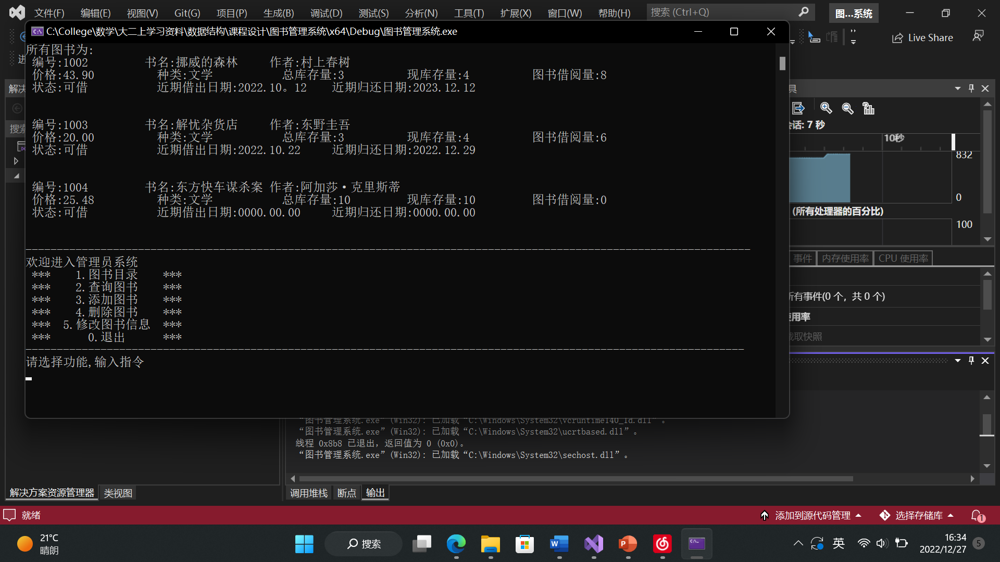 文件(F) 编辑(E) 视图(V) Git(G) 项目(P) 生成(B) 调试(D) 测试(S) 分析(N) 工具(T) 扩展(X) 窗口(W) 帮助(H) 搜索 (Ctrl+Q) 图...系统
C:\College\数学\大二上学习资料\数据结构\课程设计\图书管理系统\x64\Debug\图书管理系统.exe
Live Share
所有图书为:
编号:1002 书名:挪威的森林 作者:村上春树
价格:43.90 种类:文学 总库存量:3 现库存量:4 图书借阅量:8
状态:可借 近期借出日期:2022.10。12 近期归还日期:2023.12.12
编号:1003 书名:解忧杂货店 作者:东野圭吾
价格:20.00 种类:文学 总库存量:3 现库存量:4 图书借阅量:6
状态:可借 近期借出日期:2022.10.22 近期归还日期:2022.12.29
编号:1004 书名:东方快车谋杀案 作者:阿加莎·克里斯蒂
价格:25.48 种类:文学 总库存量:10 现库存量:10 图书借阅量:0
状态:可借 近期借出日期:0000.00.00 近期归还日期:0000.00.00
欢迎进入管理员系统
*** 1.图书目录 ***
*** 2.查询图书 ***
*** 3.添加图书 ***
*** 4.删除图书 ***
*** 5.修改图书信息 ***
*** 0.退出 ***
请选择功能,输入指令
进
解决
搜索
具
话: 7 秒
10秒
832
0
(所有处理器的百分比)
100
事件 内存使用率 CPU 使用率
所有事件(0 个，共 0 个)
使用率
截取快照
“图书管理系统.exe”(Win32): 已加载“C:\Windows\System32\vcruntime140_1d.dll”。
“图书管理系统.exe”(Win32): 已加载“C:\Windows\System32\ucrtbased.dll”。
线程 0x8b8 已退出，返回值为 0 (0x0)。
“图书管理系统.exe”(Win32): 已加载“C:\Windows\System32\sechost.dll”。
解决方案资源管理器 类视图
调用堆栈 断点 输出
就绪
添加到源代码管理 选择存储库 1
21°C
晴朗
搜索
英
16:34
2022/12/27
5